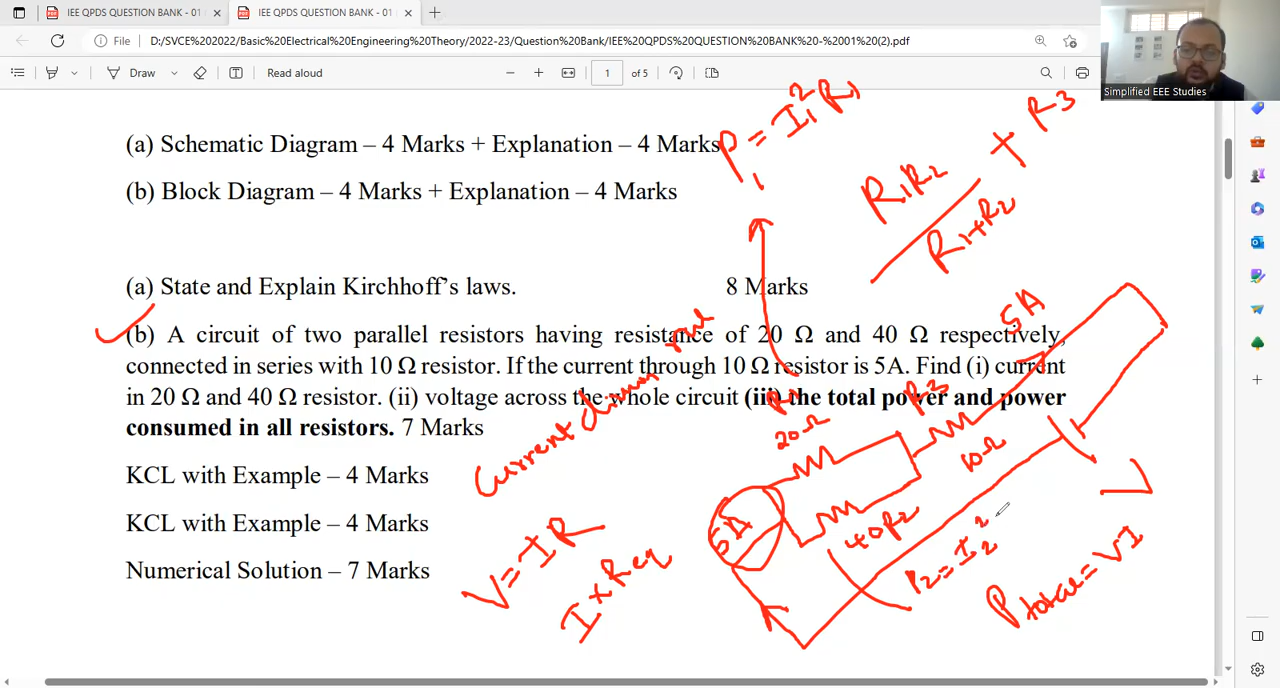 IEE QPDS QUESTION BANK - 01
IEE QPDS QUESTION BANK - 01
File
D:/SVCE%202022/Basic%20Electrical%20Engineering%20Theory/2022-23/Question%20Bank/IEE%20QPDS%20QUESTION%20BANK%20-%2001%20(2).pdf
Draw
Read aloud
1
of 5
Simplified EEE Studies
(a) Schematic Diagram – 4 Marks + Explanation – 4 Marks
(b) Block Diagram – 4 Marks + Explanation – 4 Marks
(a) State and Explain Kirchhoff's laws. 8 Marks
(b) A circuit of two parallel resistors having resistance of 20 Ω and 40 Ω respectively,
connected in series with 10 Ω resistor. If the current through 10 Ω resistor is 5A. Find (i) current
in 20 Ω and 40 Ω resistor. (ii) voltage across the whole circuit (iii) the total power and power
consumed in all resistors. 7 Marks
KCL with Example – 4 Marks
KCL with Example – 4 Marks
Numerical Solution – 7 Marks
P1 = I1²R1
R1R2
R1+R2
+ R3
5A
R1
20Ω
R3
10Ω
40R2
5A
P2 = I2²
V
Ptotal = VI
V = IR
I × Req
Current